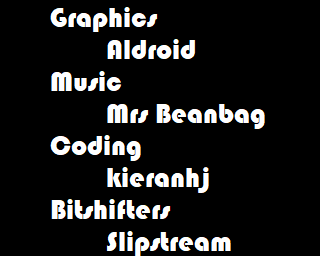 Graphics
Aldroid
Music
Mrs Beanbag
Coding
kieranhj
Bitshifters
Slipstream